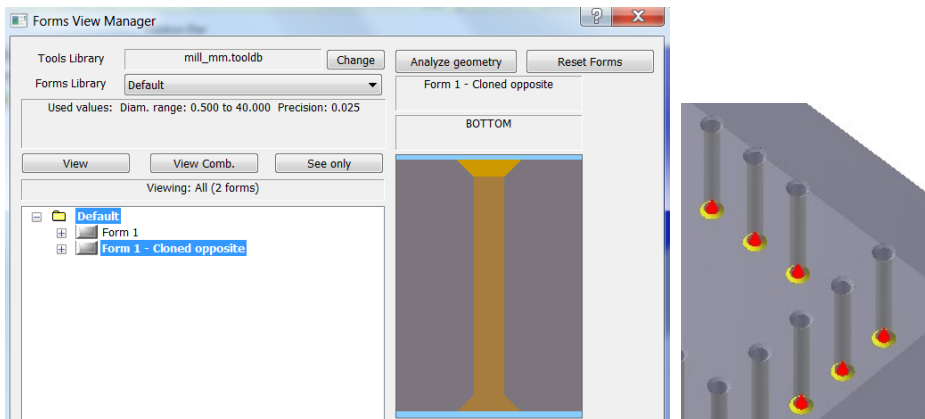 Forms View Manager
Tools Library mill_mm.tooldb Change
Forms Library Default
Used values: Diam. range: 0.500 to 40.000 Precision: 0.025
View View Comb. See only
Viewing: All (2 forms)
Default
Form 1
Form 1 - Cloned opposite
Analyze geometry Reset Forms
Form 1 - Cloned opposite
BOTTOM